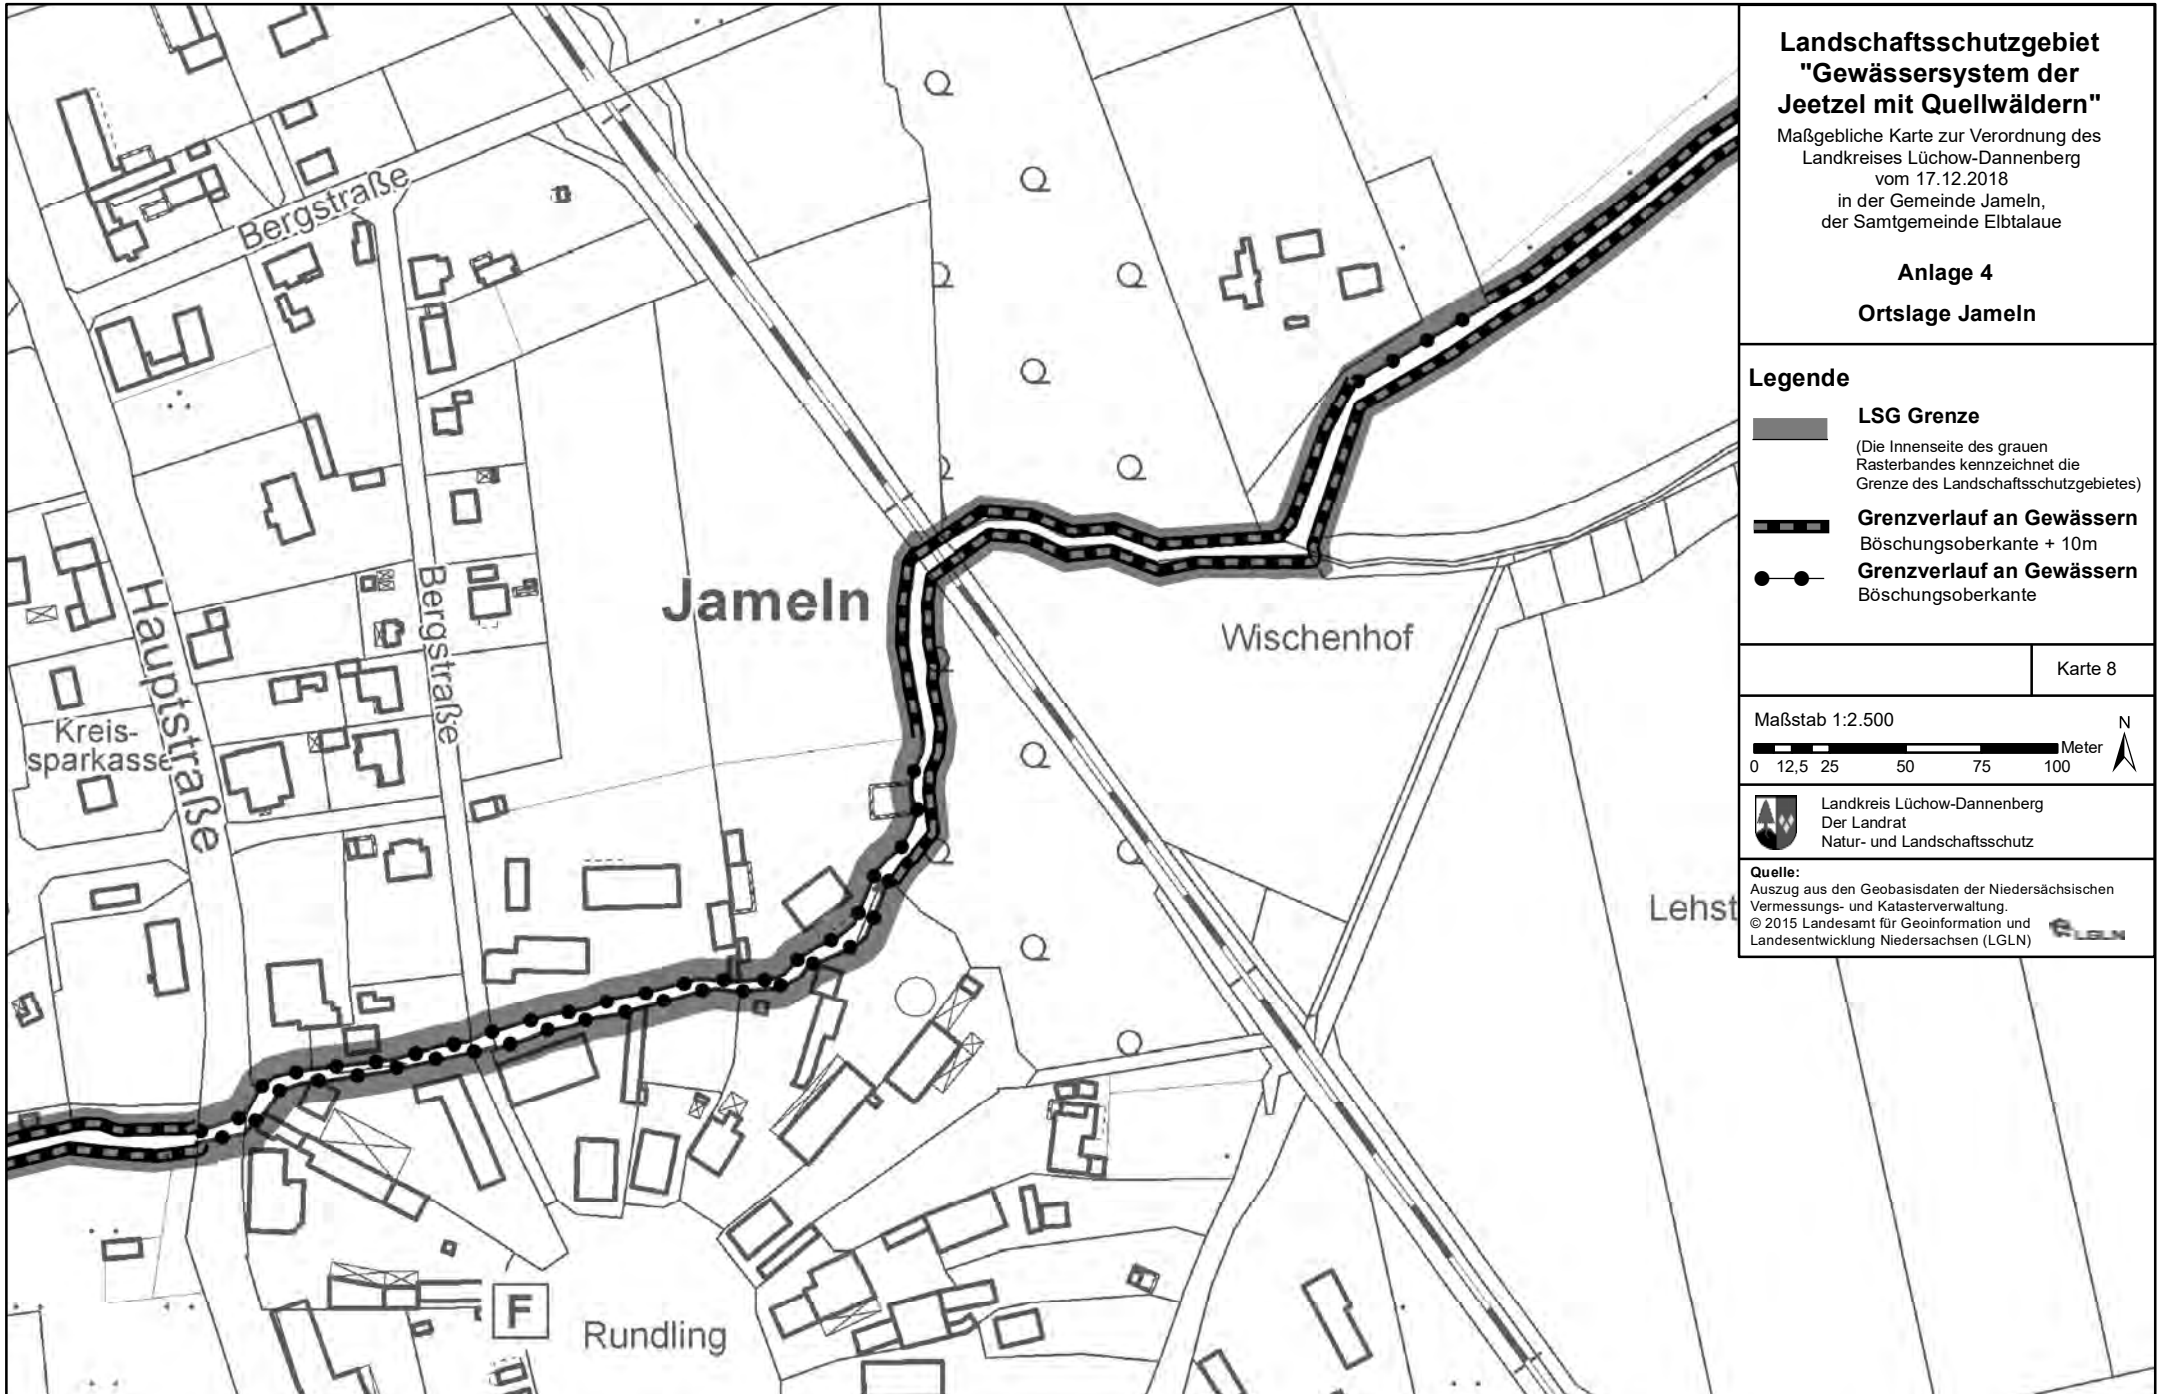 Landschaftsschutzgebiet
"Gewässersystem der
Jeetzel mit Quellwäldern"
Maßgebliche Karte zur Verordnung des
Landkreises Lüchow-Dannenberg
vom 17.12.2018
in der Gemeinde Jameln,
der Samtgemeinde Elbtalaue
Anlage 4
Ortslage Jameln
Legende
LSG Grenze
(Die Innenseite des grauen
Rasterbandes kennzeichnet die
Grenze des Landschaftsschutzgebietes)
Grenzverlauf an Gewässern
Böschungsoberkante + 10m
Grenzverlauf an Gewässern
Böschungsoberkante
Karte 8
Maßstab 1:2.500
N
Meter
0 12,5 25 50 75 100
Landkreis Lüchow-Dannenberg
Der Landrat
Natur- und Landschaftsschutz
Quelle:
Auszug aus den Geobasisdaten der Niedersächsischen
Vermessungs- und Katasterverwaltung.
© 2015 Landesamt für Geoinformation und
Landesentwicklung Niedersachsen (LGLN)
LGLN
Bergstraße
Jameln
Hauptstraße
Bergstraße
Wischenhof
Kreis-
sparkasse
Lehst
F
Rundling